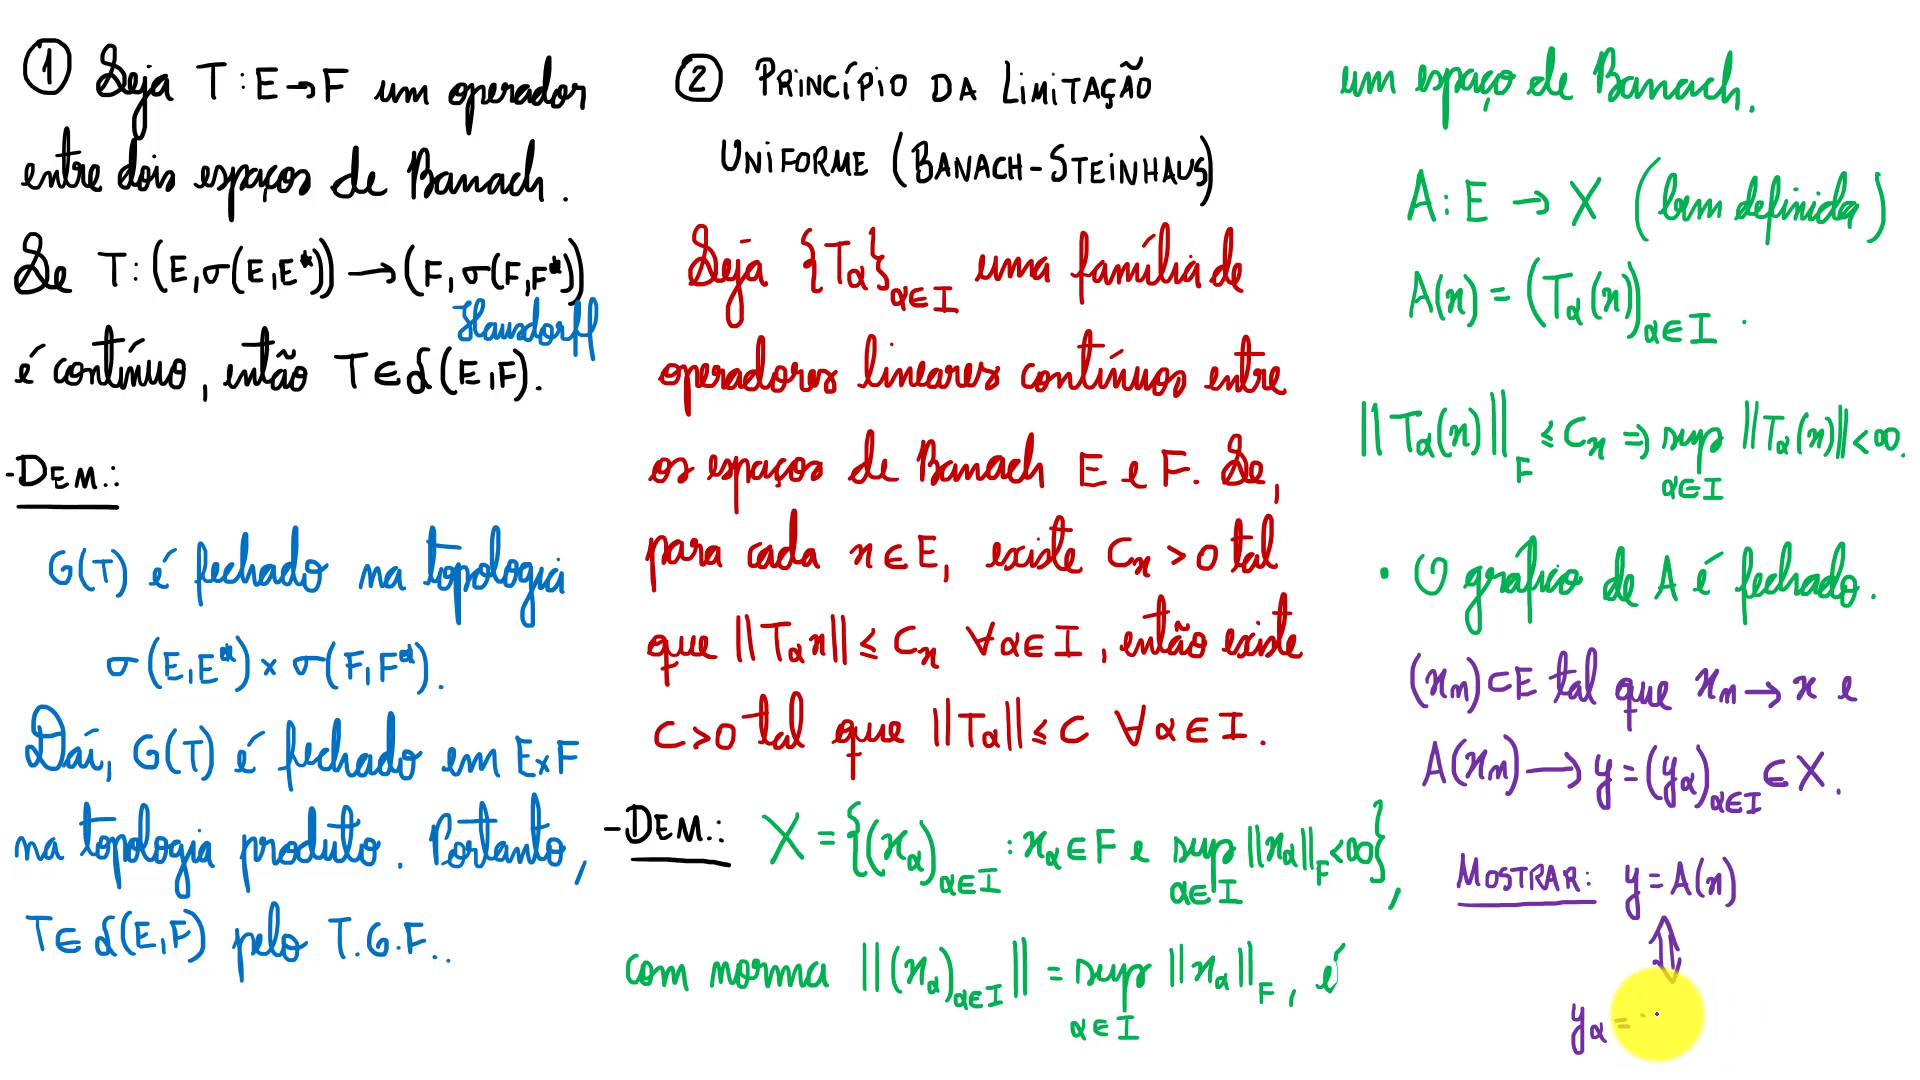 ① Seja T : E → F um operador
entre dois espaços de Banach.
Se T : (E, σ(E,E*)) → (F, σ(F,F*))
Hausdorff
é contínuo, então T ∈ L(E,F).
- DEM.:
G(T) é fechado na topologia
σ(E,E*) × σ(F,F*).
Daí, G(T) é fechado em E×F
na topologia produto. Portanto,
T ∈ L(E,F) pelo T.G.F..
② PRINCÍPIO DA LIMITAÇÃO
UNIFORME (BANACH-STEINHAUS)
Seja {Tα}α∈I uma família de
operadores lineares contínuos entre
os espaços de Banach E e F. Se,
para cada x ∈ E, existe Cx > 0 tal
que ||Tαx|| ≤ Cx ∀α∈I, então existe
C > 0 tal que ||Tα|| ≤ C ∀α∈I.
- DEM.: X = {(xα)α∈I : xα ∈ F e sup α∈I ||xα||F < ∞},
com norma ||(xα)α∈I|| = sup α∈I ||xα||F, é
um espaço de Banach.
A : E → X (bem definida)
A(x) = (Tα(x))α∈I.
||Tα(x)||F ≤ Cx ⇒ sup α∈I ||Tα(x)|| < ∞.
• O gráfico de A é fechado.
(xn) ⊂ E tal que xn → x e
A(xn) → y = (yα)α∈I ∈ X.
MOSTRAR: y = A(x)
⇕
yα =